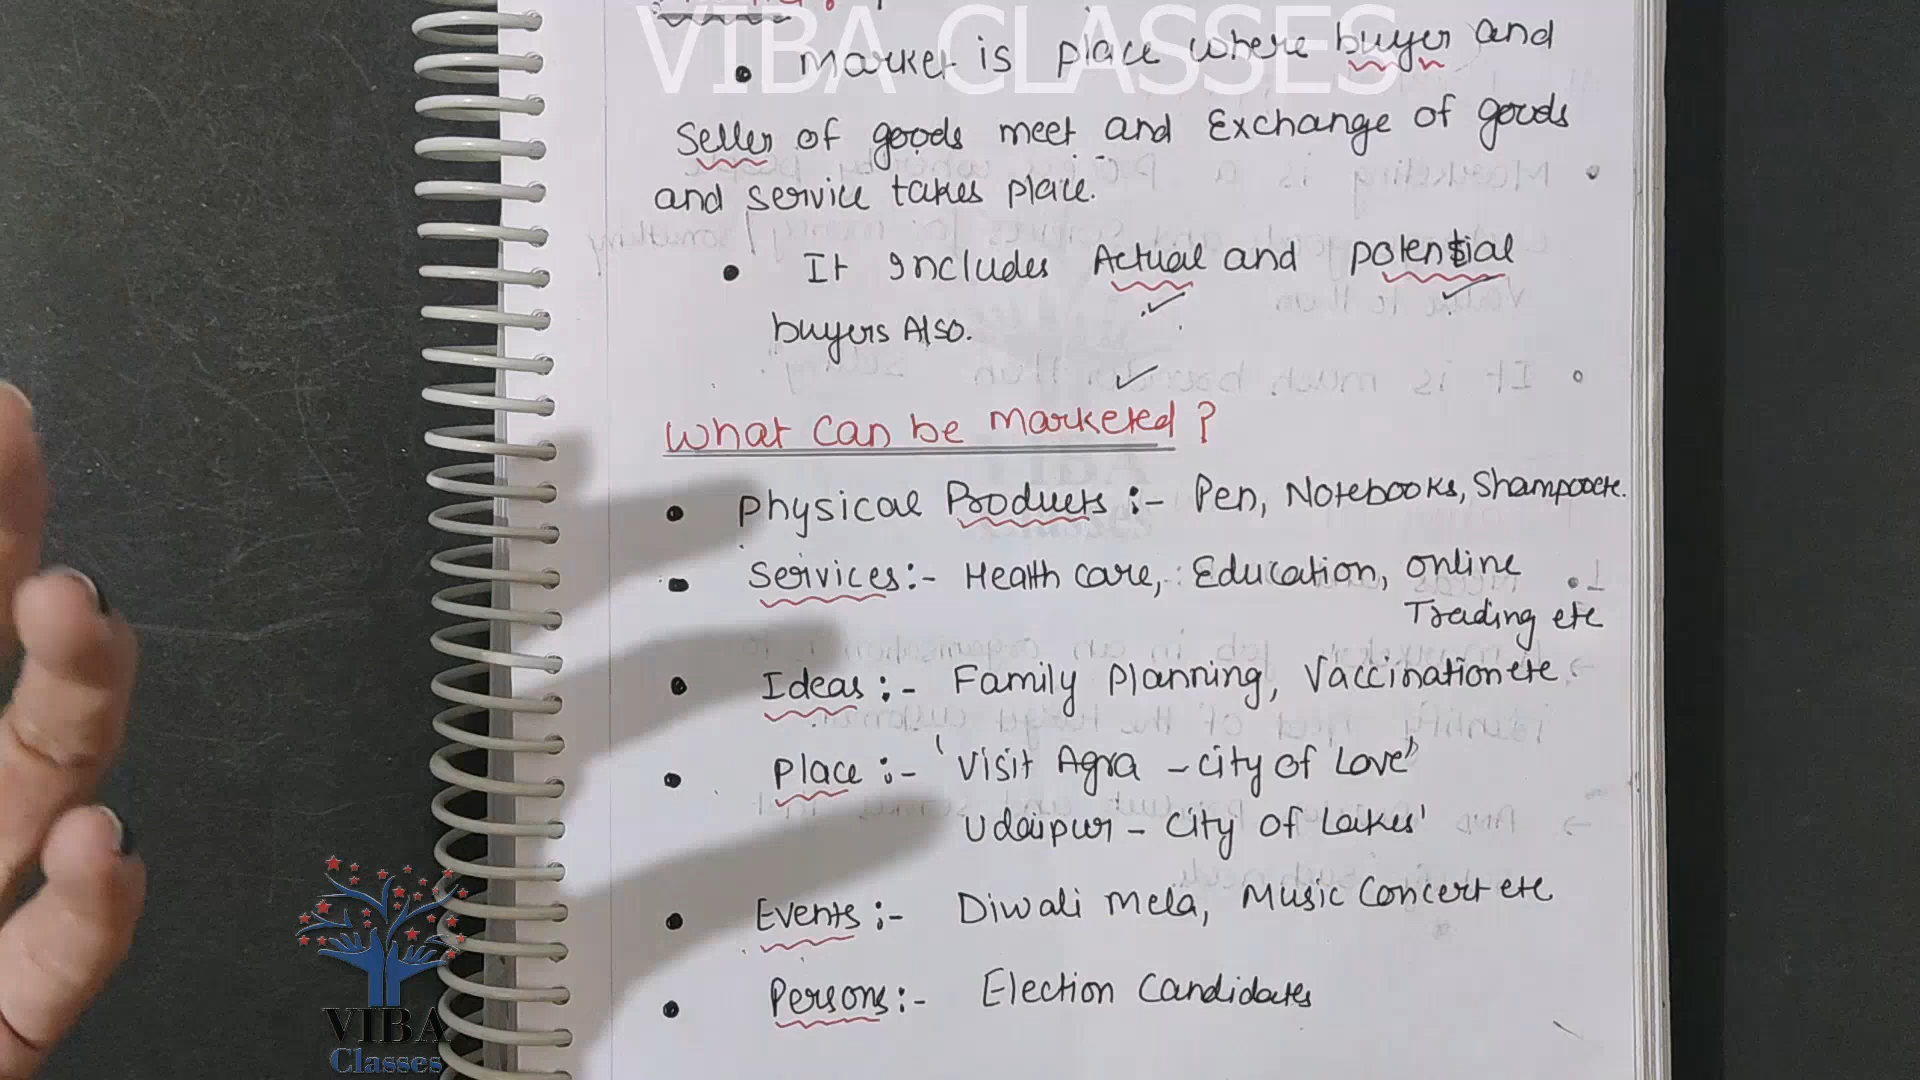 VIBA CLASSES
• Market is place where buyer and
Seller of goods meet and Exchange of goods
and service takes place.
• It Includes Actual and potential
buyers Also.
What can be Marketed ?
• Physical Products :- Pen, Notebooks, Shampoo etc.
• Services :- Health care, Education, online
Trading etc
• Ideas :- Family Planning, Vaccination etc
• Place :- 'Visit Agra - City of Love"
Udaipur - City of Lakes'
• Events :- Diwali Mela, Music Concert etc
• Persons :- Election Candidates
VIBA
Classes